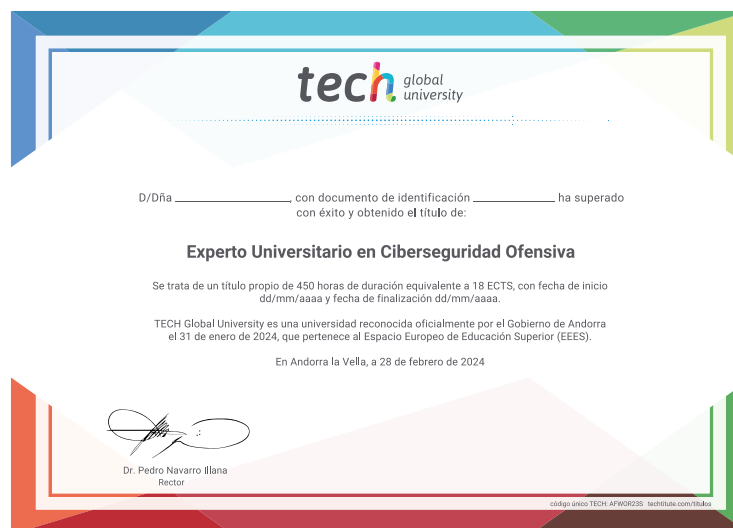 tech global university
D/Dña ____________, con documento de identificación ____________ ha superado
con éxito y obtenido el título de:
Experto Universitario en Ciberseguridad Ofensiva
Se trata de un título propio de 450 horas de duración equivalente a 18 ECTS, con fecha de inicio
dd/mm/aaaa y fecha de finalización dd/mm/aaaa.
TECH Global University es una universidad reconocida oficialmente por el Gobierno de Andorra
el 31 de enero de 2024, que pertenece al Espacio Europeo de Educación Superior (EEES).
En Andorra la Vella, a 28 de febrero de 2024
Dr. Pedro Navarro Illana
Rector
código único TECH: AFWOR23S techtitute.com/titulos